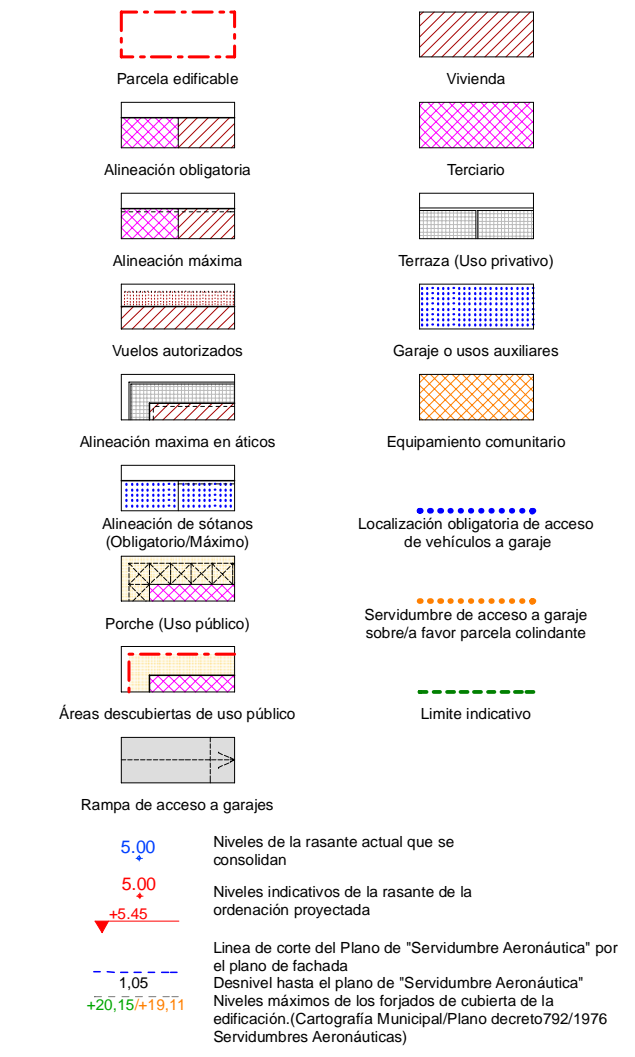 Parcela edificable
Vivienda
Alineación obligatoria
Terciario
Alineación máxima
Terraza (Uso privativo)
Vuelos autorizados
Garaje o usos auxiliares
Alineación maxima en áticos
Equipamiento comunitario
Alineación de sótanos
(Obligatorio/Máximo)
Localización obligatoria de acceso
de vehículos a garaje
Porche (Uso público)
Servidumbre de acceso a garaje
sobre/a favor parcela colindante
Áreas descubiertas de uso público
Limite indicativo
Rampa de acceso a garajes
5.00
Niveles de la rasante actual que se
consolidan
5.00
+5.45
Niveles indicativos de la rasante de la
ordenación proyectada
Linea de corte del Plano de "Servidumbre Aeronáutica" por
el plano de fachada
1,05
Desnivel hasta el plano de "Servidumbre Aeronáutica"
+20,15/+19,11
Niveles máximos de los forjados de cubierta de la
edificación.(Cartografía Municipal/Plano decreto792/1976
Servidumbres Aeronáuticas)